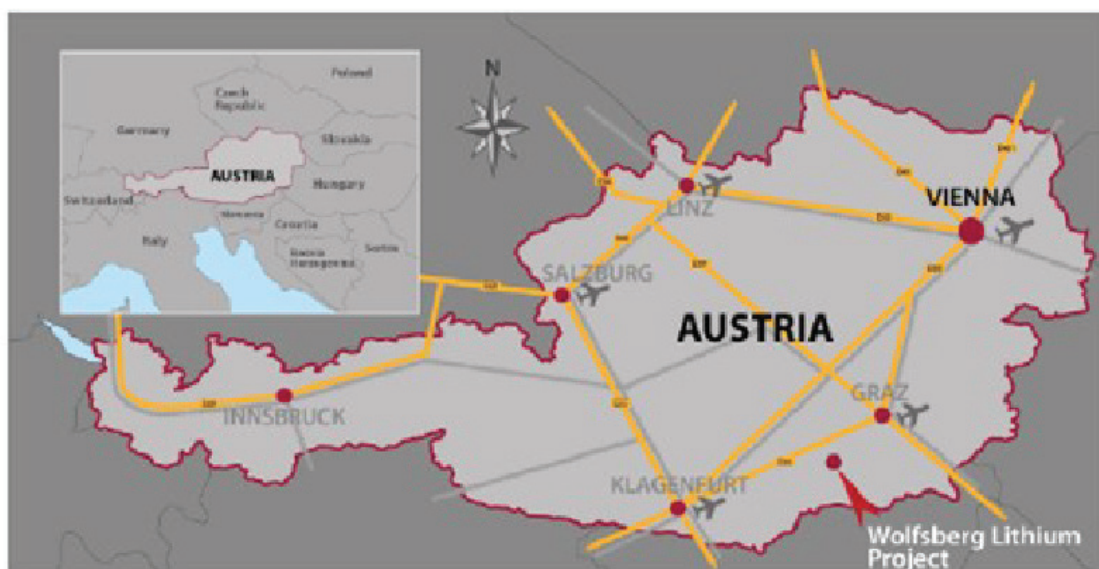 Poland
Czech
Republic
Germany
Slovakia
AUSTRIA
Hungary
Switzerland
Slovenia
Croatia
Italy
Serbia
Bosnia
Herzegovina
N
LINZ
VIENNA
SALZBURG
AUSTRIA
INNSBRUCK
GRAZ
KLAGENFURT
Wolfsberg Lithium
Project